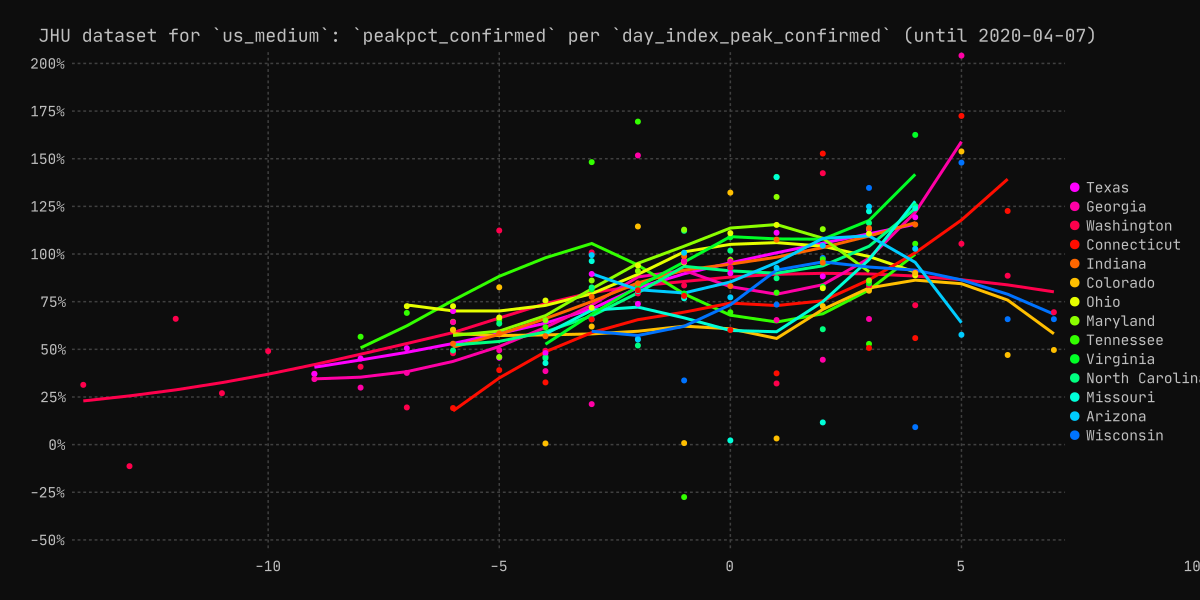 JHU dataset for `us_medium`: `peakpct_confirmed` per `day_index_peak_confirmed` (until 2020-04-07)
200%
175%
150%
125%
100%
75%
50%
25%
0%
-25%
-50%
-10
-5
0
5
10
Texas
Georgia
Washington
Connecticut
Indiana
Colorado
Ohio
Maryland
Tennessee
Virginia
North Carolina
Missouri
Arizona
Wisconsin